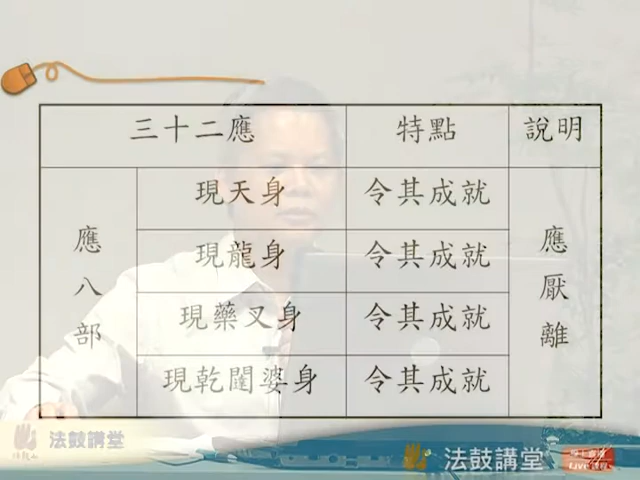 三十二應 特點 說明
應八部
現天身 令其成就
現龍身 令其成就
現藥叉身 令其成就
現乾闥婆身 令其成就
應厭離
法鼓講堂
法鼓講堂